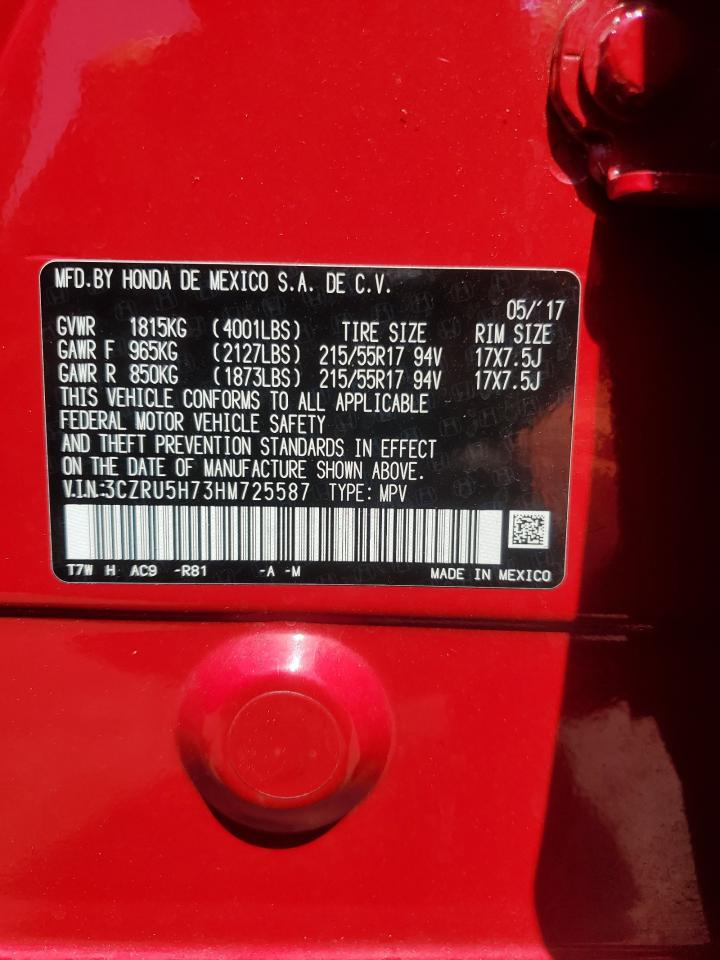 MFD.BY HONDA DE MEXICO S.A. DE C.V.
05/'17
GVWR 1815KG (4001LBS) TIRE SIZE RIM SIZE
GAWR F 965KG (2127LBS) 215/55R17 94V 17X7.5J
GAWR R 850KG (1873LBS) 215/55R17 94V 17X7.5J
THIS VEHICLE CONFORMS TO ALL APPLICABLE
FEDERAL MOTOR VEHICLE SAFETY
AND THEFT PREVENTION STANDARDS IN EFFECT
ON THE DATE OF MANUFACTURE SHOWN ABOVE.
V.I.N.:3CZRU5H73HM725587 TYPE: MPV
T7W H AC9 -R81 -A -M MADE IN MEXICO